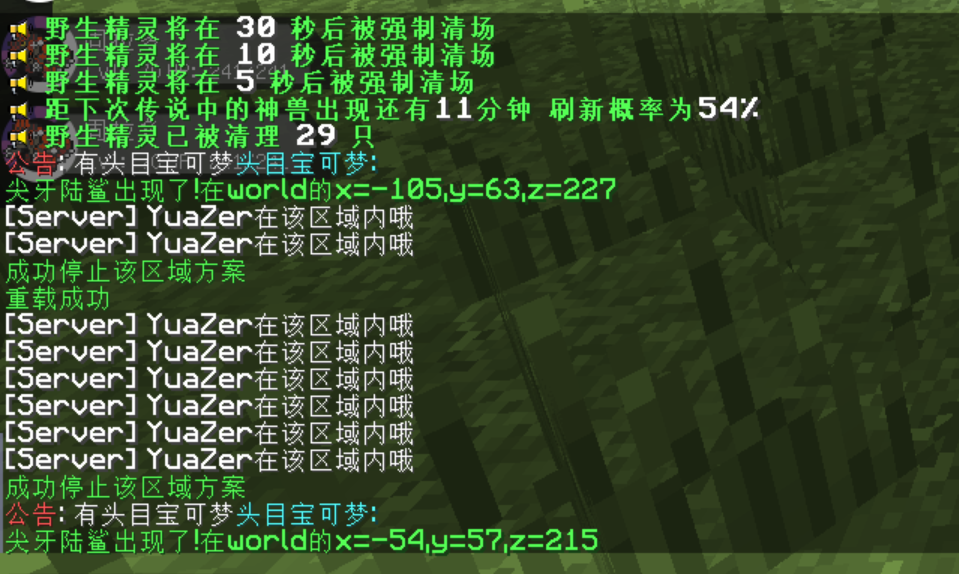 野生精灵将在 30 秒后被强制清场
野生精灵将在 10 秒后被强制清场
野生精灵将在 5 秒后被强制清场
距下次传说中的神兽出现还有11分钟 刷新概率为54%
野生精灵已被清理 29 只
公告:有头目宝可梦头目宝可梦:
尖牙陆鲨出现了!在world的x=-105,y=63,z=227
[Server] YuaZer在该区域内哦
[Server] YuaZer在该区域内哦
成功停止该区域方案
重载成功
[Server] YuaZer在该区域内哦
[Server] YuaZer在该区域内哦
[Server] YuaZer在该区域内哦
[Server] YuaZer在该区域内哦
[Server] YuaZer在该区域内哦
[Server] YuaZer在该区域内哦
成功停止该区域方案
公告:有头目宝可梦头目宝可梦:
尖牙陆鲨出现了!在world的x=-54,y=57,z=215